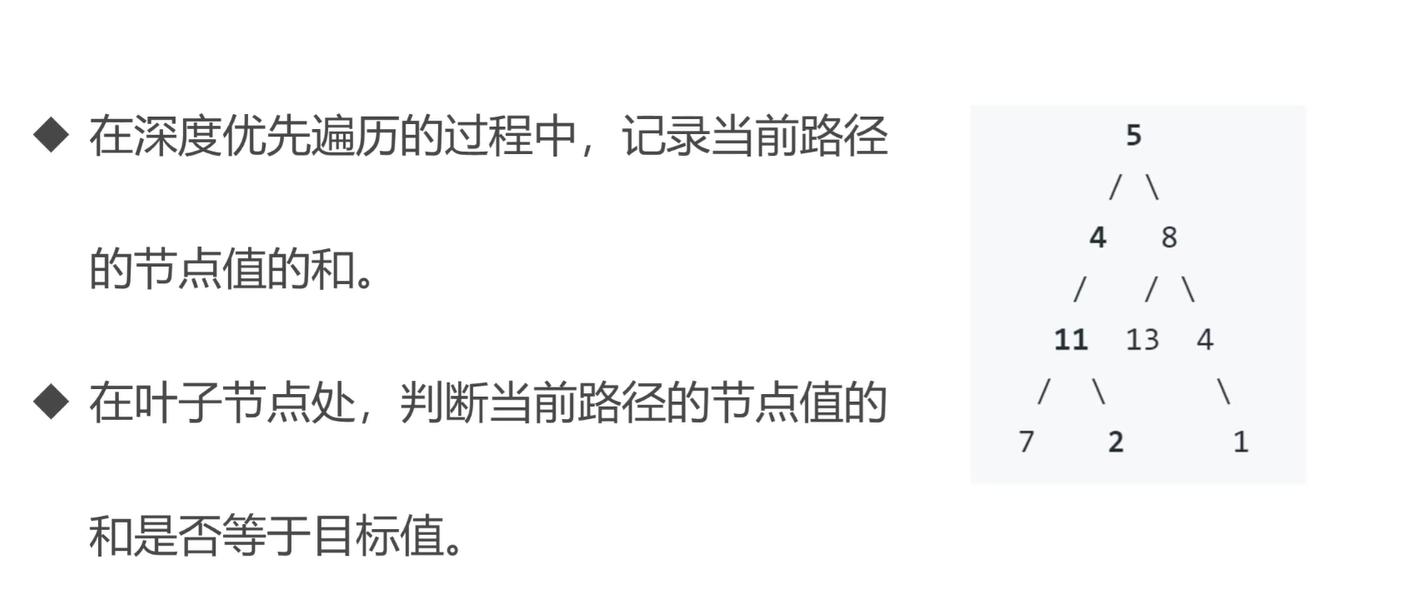 ◆ 在深度优先遍历的过程中，记录当前路径
的节点值的和。
◆ 在叶子节点处，判断当前路径的节点值的
和是否等于目标值。
5
/ \
4 8
/ / \
11 13 4
/ \ \
7 2 1